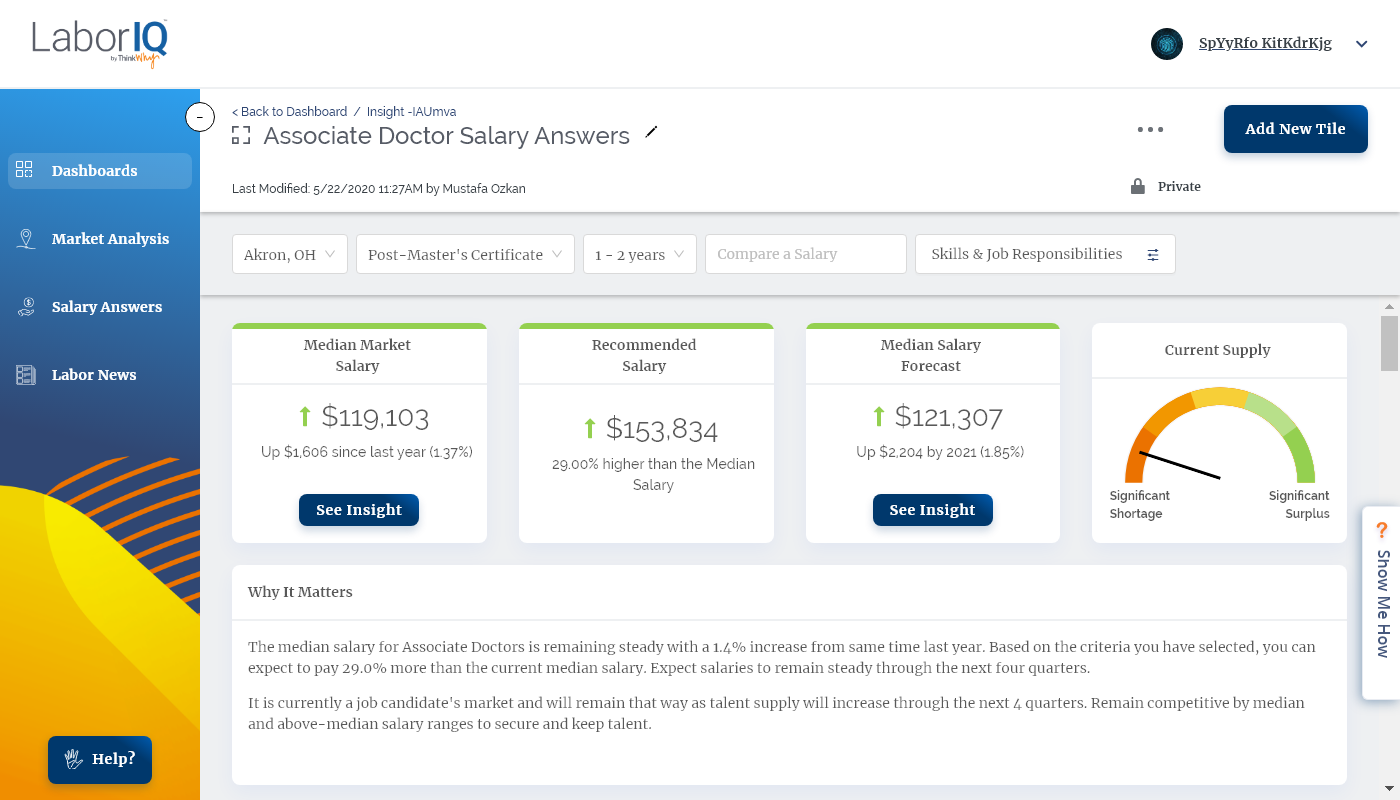 LaborIQ
by ThinkWhy
SpYyRfo KitKdrKjg
-
< Back to Dashboard / Insight -IAUmva
Associate Doctor Salary Answers
Add New Tile
Last Modified: 5/22/2020 11:27AM by Mustafa Ozkan
Private
Dashboards
Market Analysis
Salary Answers
Labor News
Help?
Akron, OH
Post-Master's Certificate
1 - 2 years
Compare a Salary
Skills & Job Responsibilities
Median Market
Salary
$119,103
Up $1,606 since last year (1.37%)
See Insight
Recommended
Salary
$153,834
29.00% higher than the Median
Salary
Median Salary
Forecast
$121,307
Up $2,204 by 2021 (1.85%)
See Insight
Current Supply
Significant
Shortage
Significant
Surplus
? Show Me How
Why It Matters
The median salary for Associate Doctors is remaining steady with a 1.4% increase from same time last year. Based on the criteria you have selected, you can
expect to pay 29.0% more than the current median salary. Expect salaries to remain steady through the next four quarters.
It is currently a job candidate's market and will remain that way as talent supply will increase through the next 4 quarters. Remain competitive by median
and above-median salary ranges to secure and keep talent.